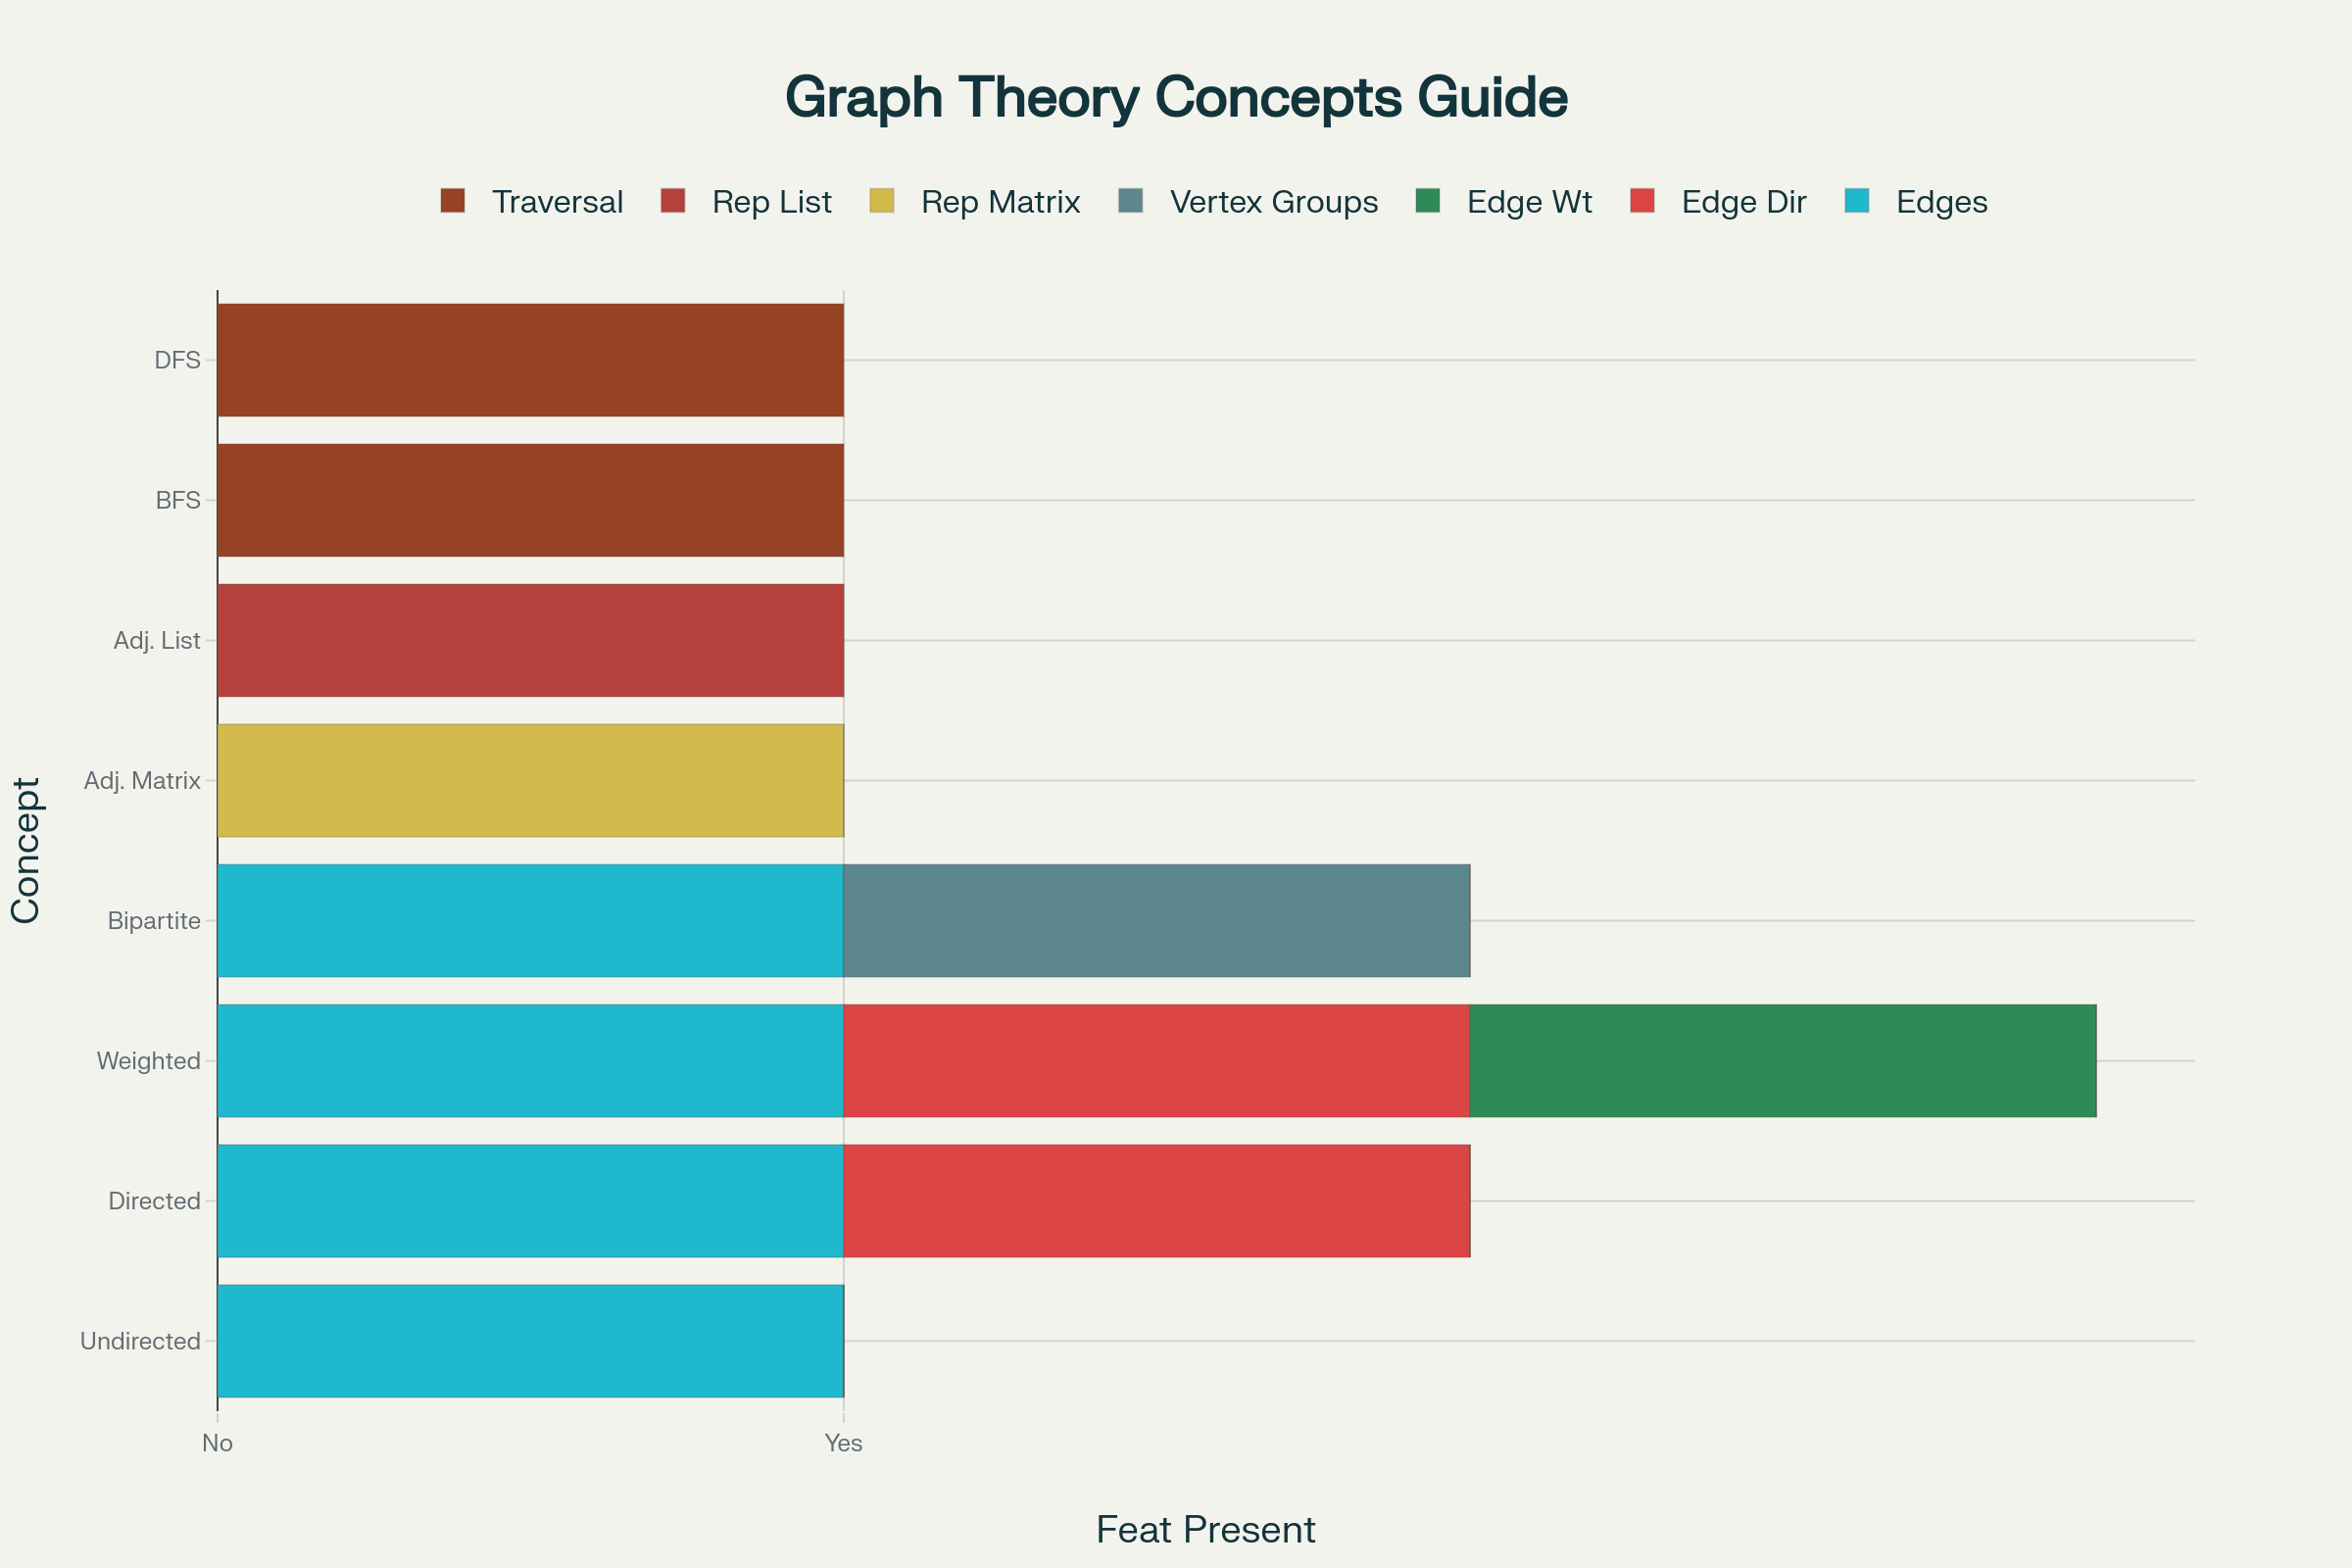 Graph Theory Concepts Guide
Traversal Rep List Rep Matrix Vertex Groups Edge Wt Edge Dir Edges
Concept
DFS
BFS
Adj. List
Adj. Matrix
Bipartite
Weighted
Directed
Undirected
No Yes
Feat Present